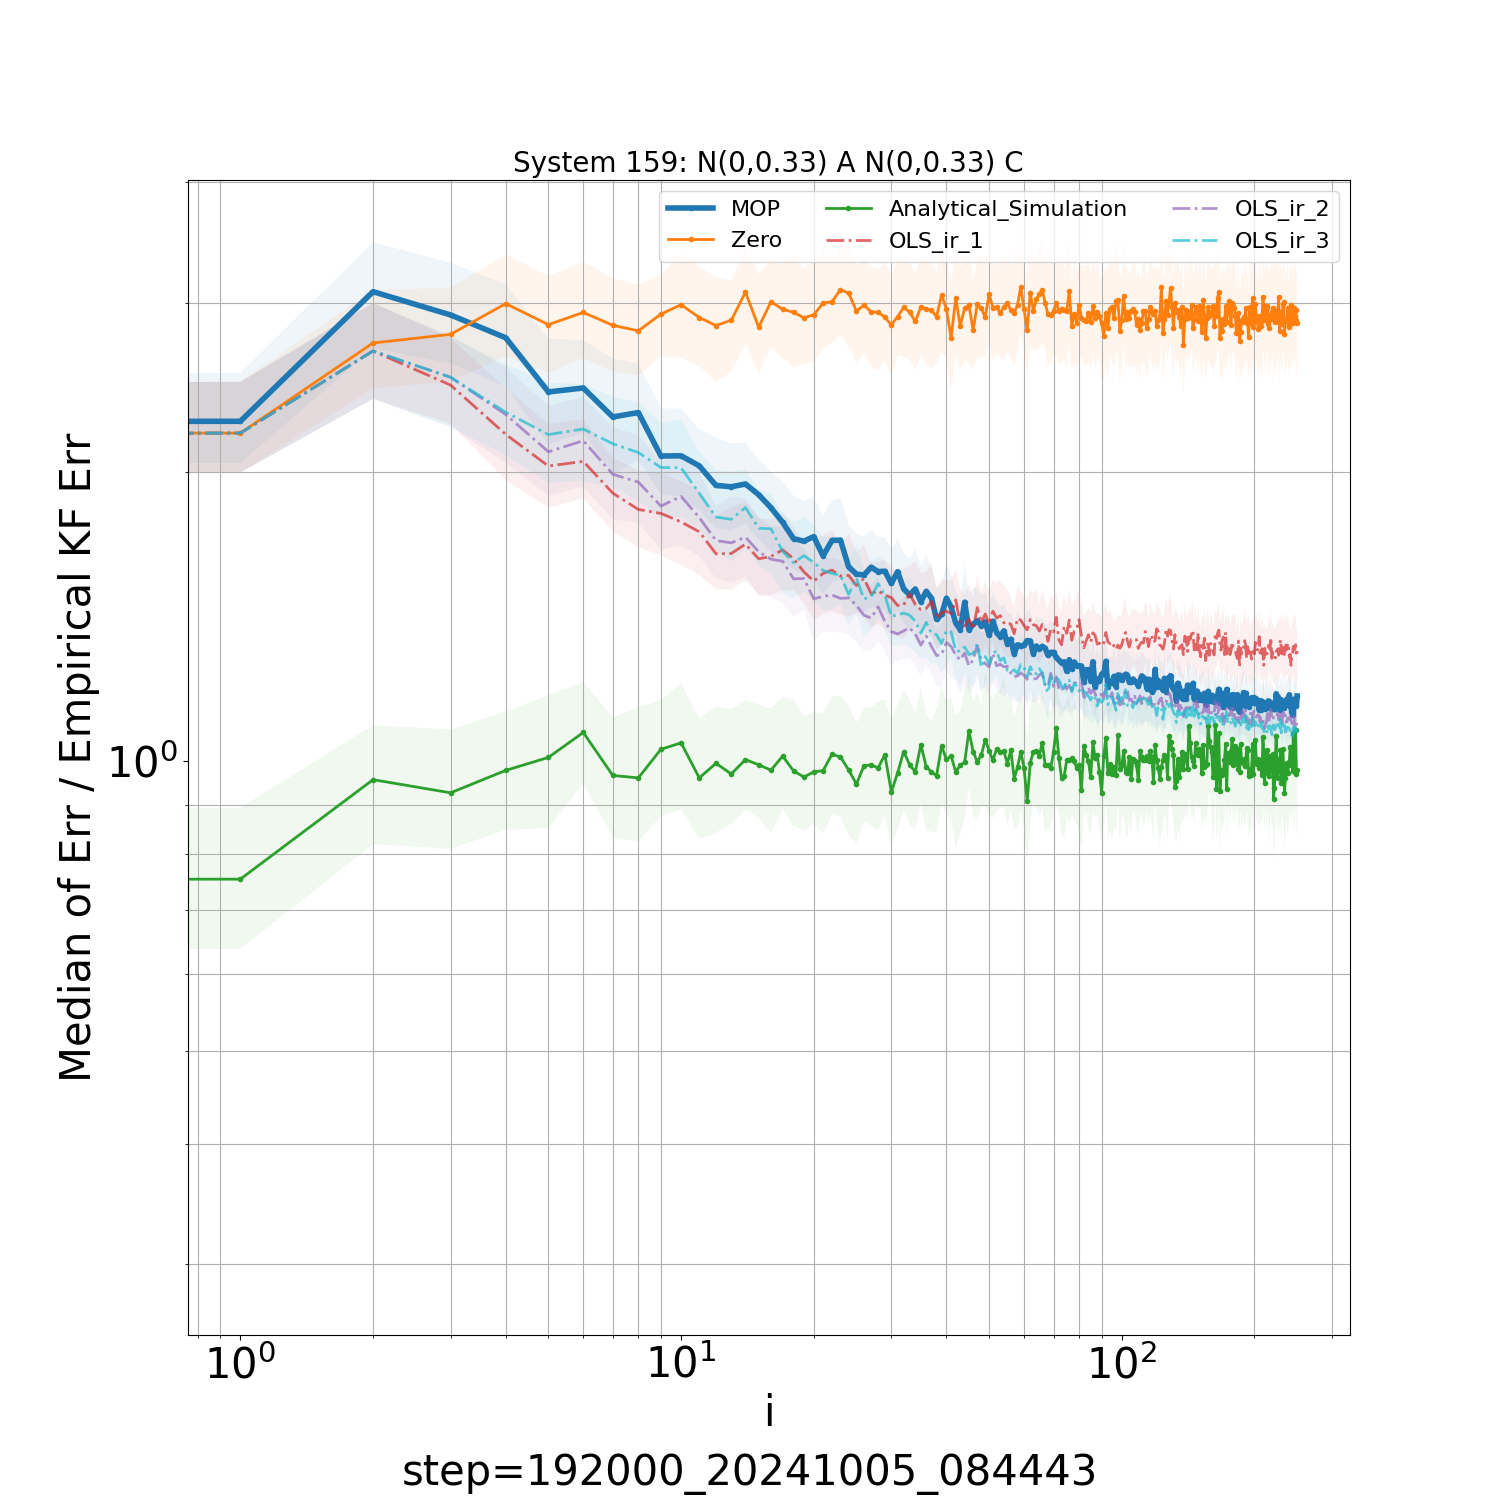 System 159: N(0,0.33) A N(0,0.33) C
MOP
Zero
Analytical_Simulation
OLS_ir_1
OLS_ir_2
OLS_ir_3
Median of Err / Empirical KF Err
10⁰
10⁰ 10¹ 10²
i
step=192000_20241005_084443